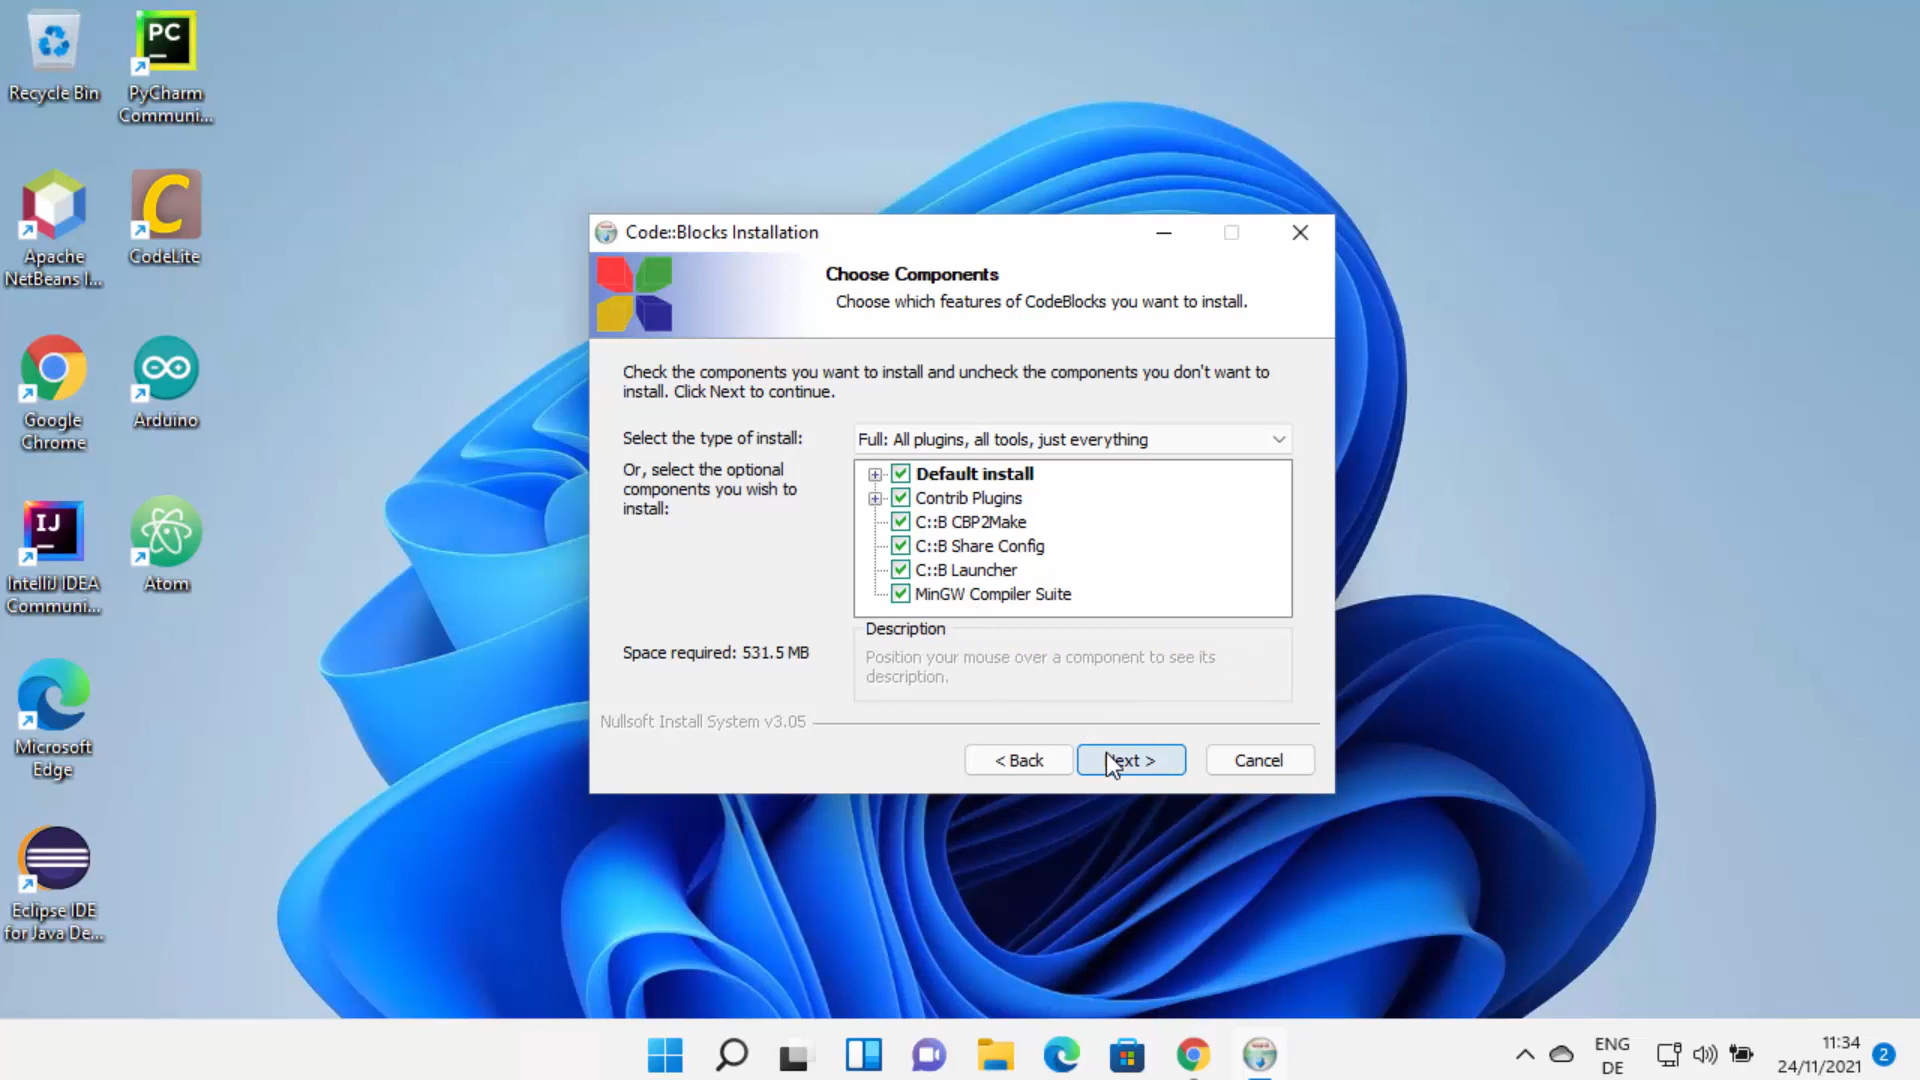 Recycle Bin
PC
PyCharm
Communi...
Apache
NetBeans I...
C
CodeLite
Google
Chrome
Arduino
IJ
IntelliJ IDEA
Communi...
Atom
Microsoft
Edge
Eclipse IDE
for Java De...
Code::Blocks Installation
Choose Components
Choose which features of CodeBlocks you want to install.
Check the components you want to install and uncheck the components you don't want to
install. Click Next to continue.
Select the type of install:
Full: All plugins, all tools, just everything
Or, select the optional
components you wish to
install:
Default install
Contrib Plugins
C::B CBP2Make
C::B Share Config
C::B Launcher
MinGW Compiler Suite
Space required: 531.5 MB
Description
Position your mouse over a component to see its
description.
Nullsoft Install System v3.05
< Back
Next >
Cancel
ENG
DE
11:34
24/11/2021
2